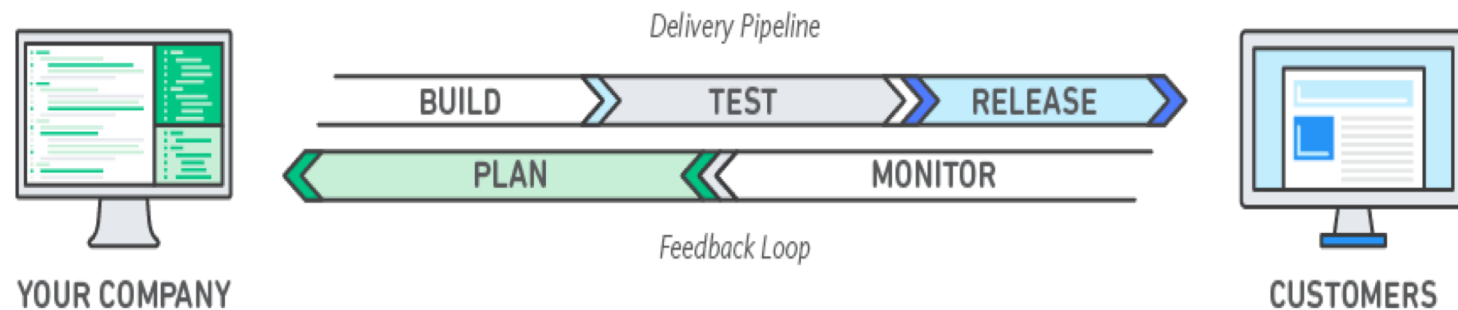 Delivery Pipeline
BUILD TEST RELEASE
PLAN MONITOR
Feedback Loop
YOUR COMPANY
CUSTOMERS